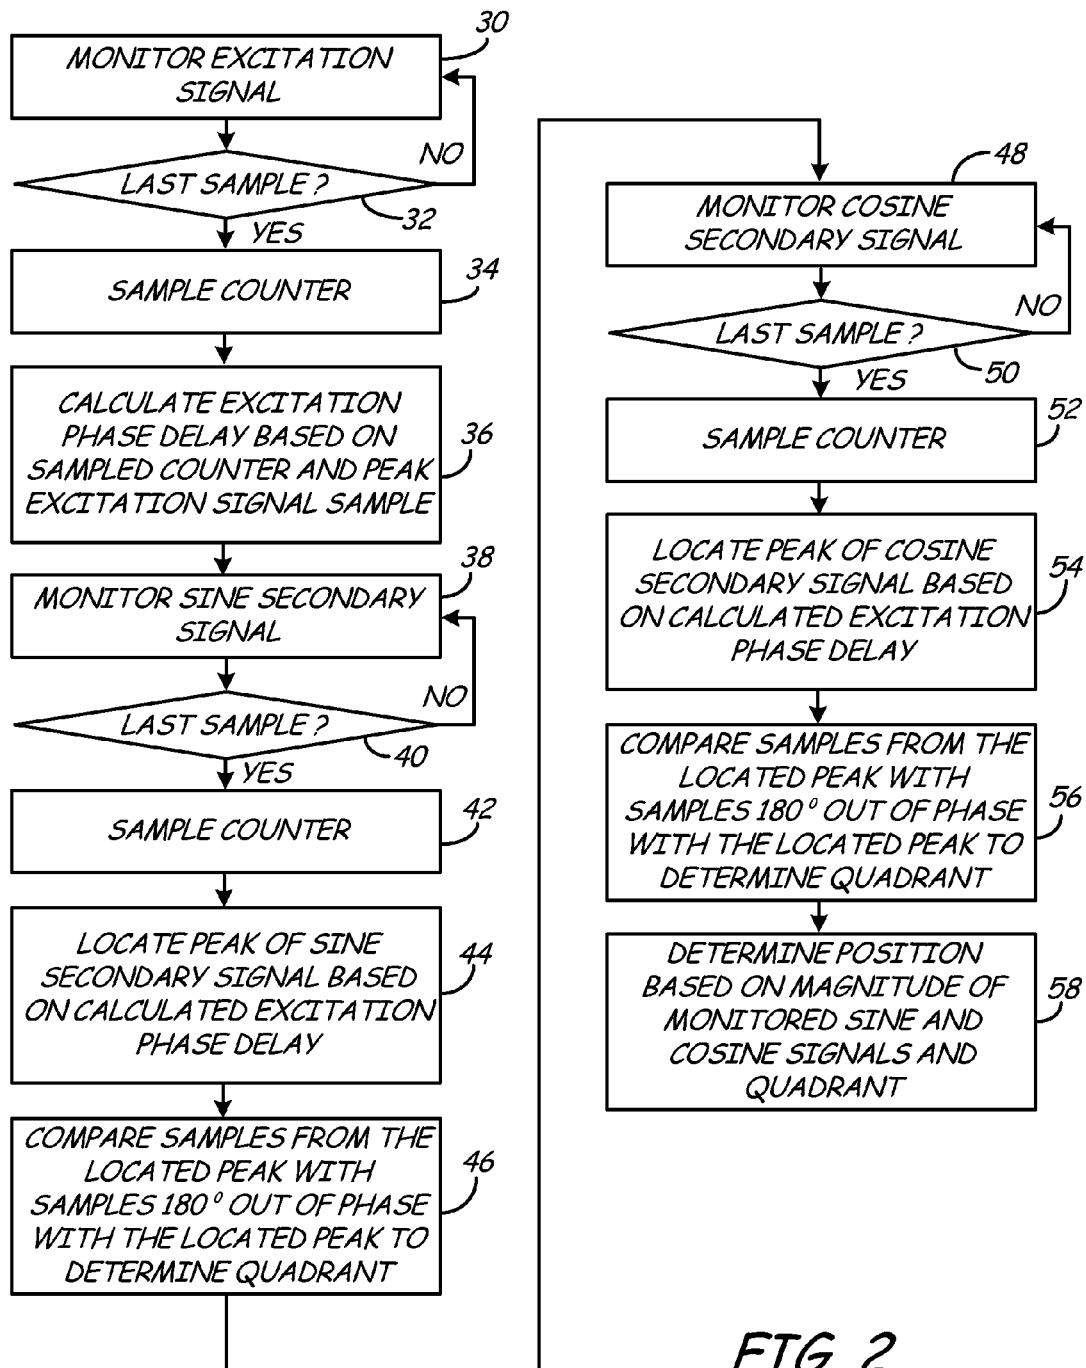 30
MONITOR EXCITATION
SIGNAL
NO
LAST SAMPLE?
32
YES
34
SAMPLE COUNTER
CALCULATE EXCITATION
PHASE DELAY BASED ON
SAMPLED COUNTER AND PEAK
EXCITATION SIGNAL SAMPLE
36
38
MONITOR SINE SECONDARY
SIGNAL
NO
LAST SAMPLE?
40
YES
42
SAMPLE COUNTER
LOCATE PEAK OF SINE
SECONDARY SIGNAL BASED
ON CALCULATED EXCITATION
PHASE DELAY
44
COMPARE SAMPLES FROM THE
LOCATED PEAK WITH
SAMPLES 180° OUT OF PHASE
WITH THE LOCATED PEAK TO
DETERMINE QUADRANT
46
48
MONITOR COSINE
SECONDARY SIGNAL
NO
LAST SAMPLE?
50
YES
52
SAMPLE COUNTER
LOCATE PEAK OF COSINE
SECONDARY SIGNAL BASED
ON CALCULATED EXCITATION
PHASE DELAY
54
COMPARE SAMPLES FROM THE
LOCATED PEAK WITH
SAMPLES 180° OUT OF PHASE
WITH THE LOCATED PEAK TO
DETERMINE QUADRANT
56
DETERMINE POSITION
BASED ON MAGNITUDE OF
MONITORED SINE AND
COSINE SIGNALS AND
QUADRANT
58
FIG. 2